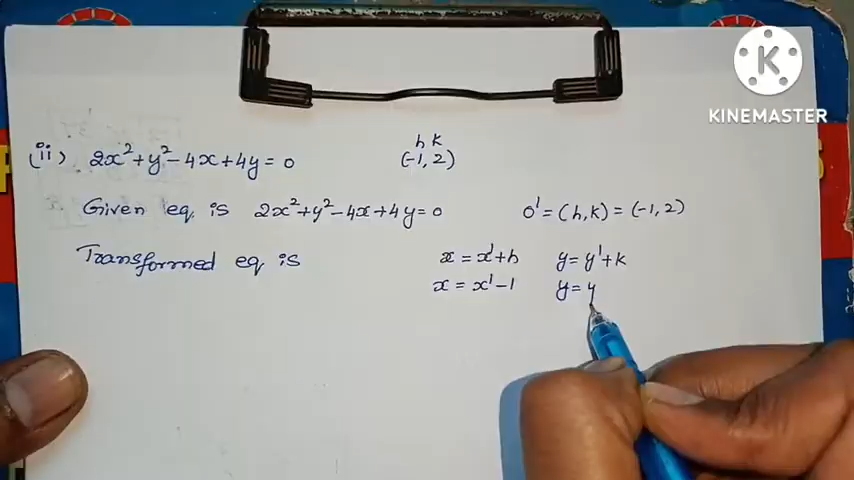 KINEMASTER
h k
(ii) 2x²+y²-4x+4y=0 (-1,2)
Given eq. is 2x²+y²-4x+4y=0 O'=(h,k)=(-1,2)
Transformed eq is x=x'+h y=y'+k
x=x'-1 y=y